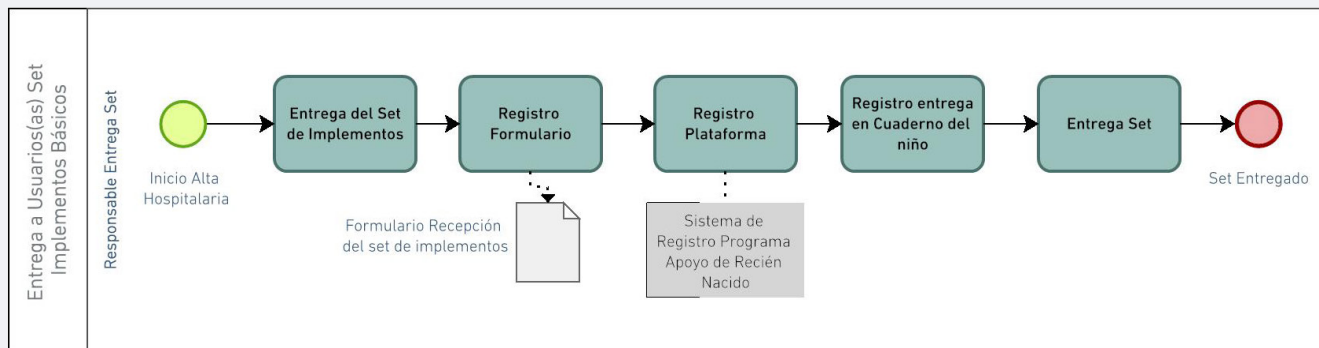 Entrega a Usuarios(as) Set
Implementos Básicos
Responsable Entrega Set
Inicio Alta
Hospitalaria
Entrega del Set
de Implementos
Registro
Formulario
Formulario Recepción
del set de implementos
Registro
Plataforma
Sistema de
Registro Programa
Apoyo de Recién
Nacido
Registro entrega
en Cuaderno del
niño
Entrega Set
Set Entregado